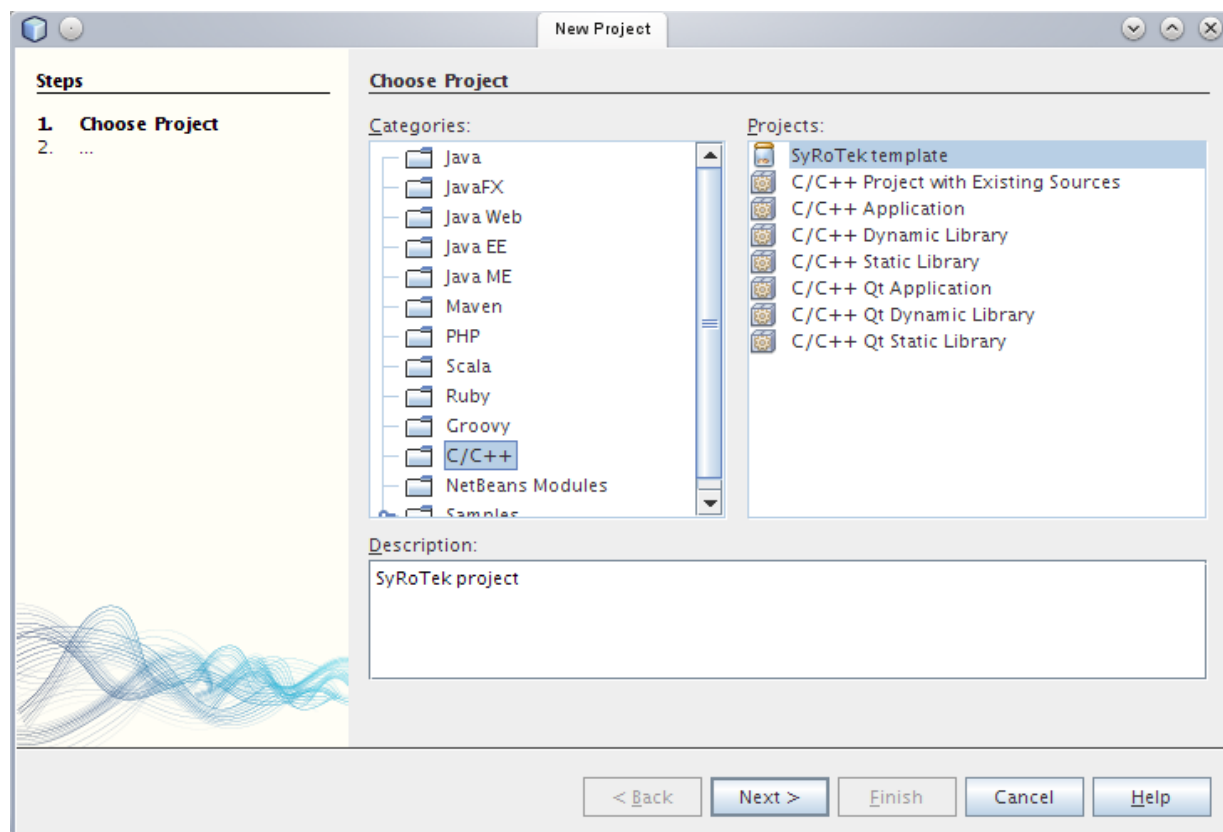 New Project
Steps
1. Choose Project
2. ...
Choose Project
Categories:
Java
JavaFX
Java Web
Java EE
Java ME
Maven
PHP
Scala
Ruby
Groovy
C/C++
NetBeans Modules
Samples
Projects:
SyRoTek template
C/C++ Project with Existing Sources
C/C++ Application
C/C++ Dynamic Library
C/C++ Static Library
C/C++ Qt Application
C/C++ Qt Dynamic Library
C/C++ Qt Static Library
Description:
SyRoTek project
< Back Next > Finish Cancel Help